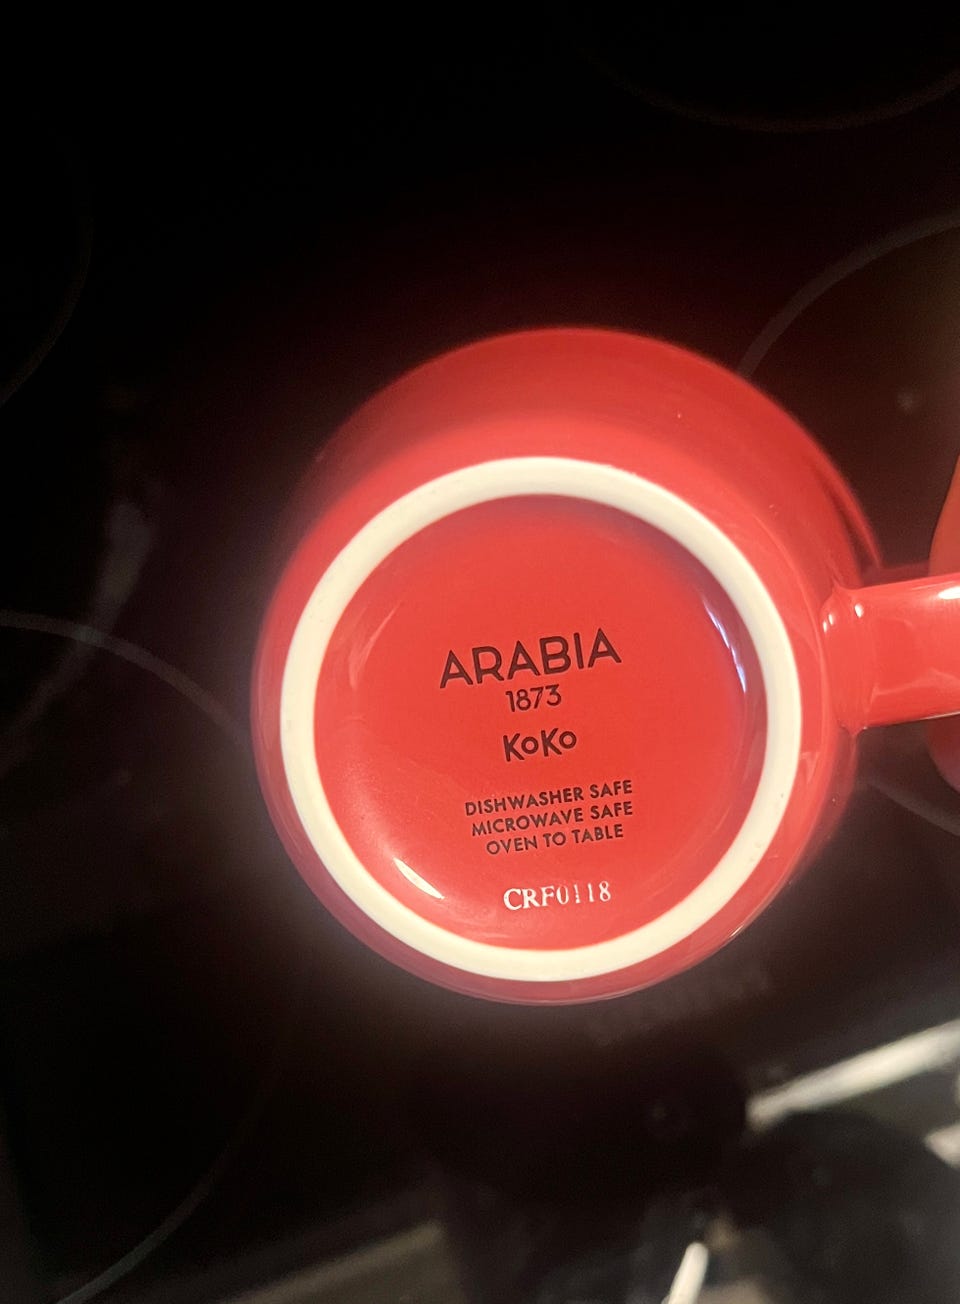 ARABIA
1873
KoKo
DISHWASHER SAFE
MICROWAVE SAFE
OVEN TO TABLE
CRF0118